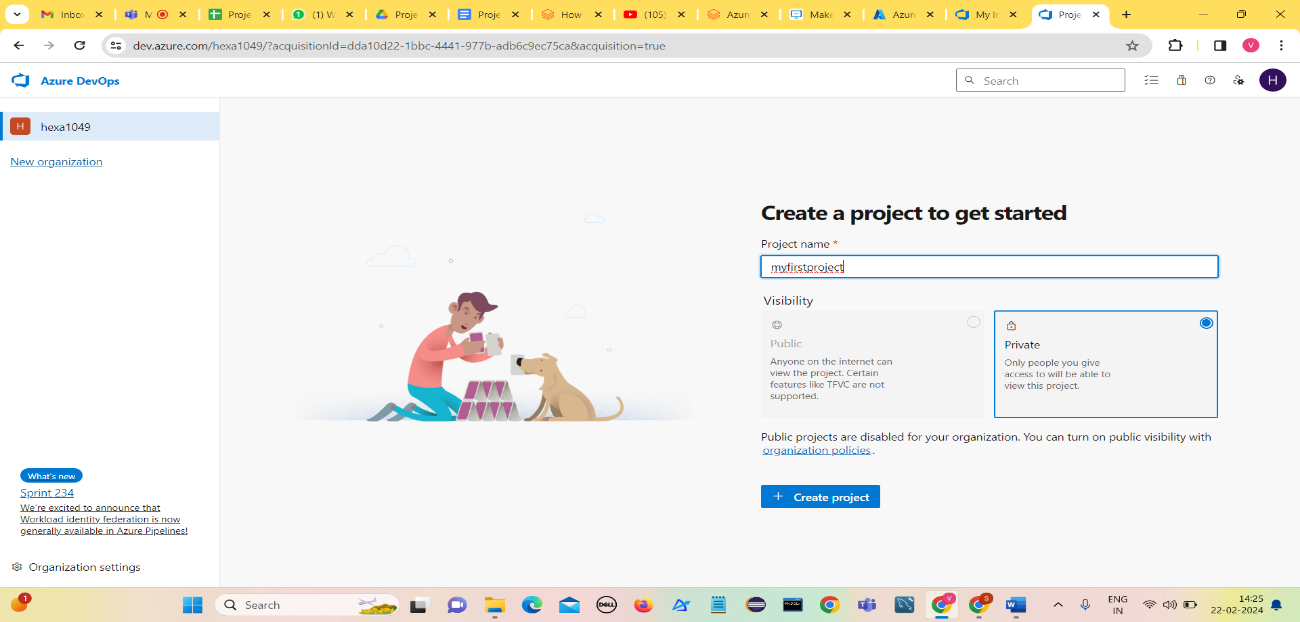 Inbo
M
Proje
(1) W
Proje
Proje
How
(105)
Azur
Make
Azur
My In
Proje
dev.azure.com/hexa1049/?acquisitionId=dda10d22-1bbc-4441-977b-adb6c9ec75ca&acquisition=true
V
Azure DevOps
Search
H
H hexa1049
New organization
Create a project to get started
Project name *
myfirstproject
Visibility
Public
Anyone on the internet can
view the project. Certain
features like TFVC are not
supported.
Private
Only people you give
access to will be able to
view this project.
Public projects are disabled for your organization. You can turn on public visibility with
organization policies.
+ Create project
What's new
Sprint 234
We're excited to announce that
Workload identity federation is now
generally available in Azure Pipelines!
Organization settings
1
Search
DELL
V
S
W
ENG
IN
14:25
22-02-2024